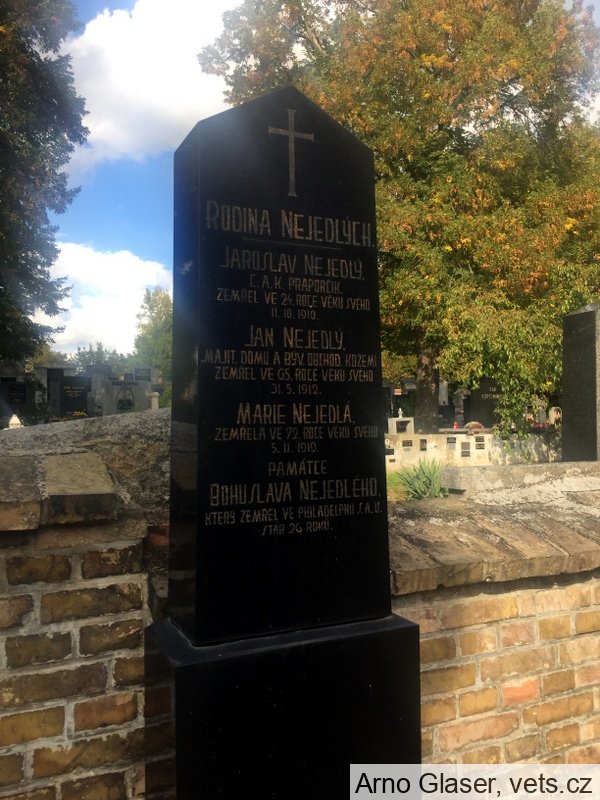 RODINA NEJEDLÝCH.
JAROSLAV NEJEDLÝ,
C. A K. PRAPORČÍK.
ZEMŘEL VE 24. ROCE VĚKU SVÉHO
11. 10. 1910.
JAN NEJEDLÝ,
MAJIT. DOMU A BÝV. OBCHOD. KOŽEMI
ZEMŘEL VE 65. ROCE VĚKU SVÉHO
31. 5. 1912.
MARIE NEJEDLÁ,
ZEMŘELA VE 72. ROCE VĚKU SVÉHO
5. 11. 1919.
PAMÁTCE
BOHUSLAVA NEJEDLÉHO,
KTERÝ ZEMŘEL VE PHILADELPHII S.A.U.
STAR 26 ROKŮ.
Arno Glaser, vets.cz